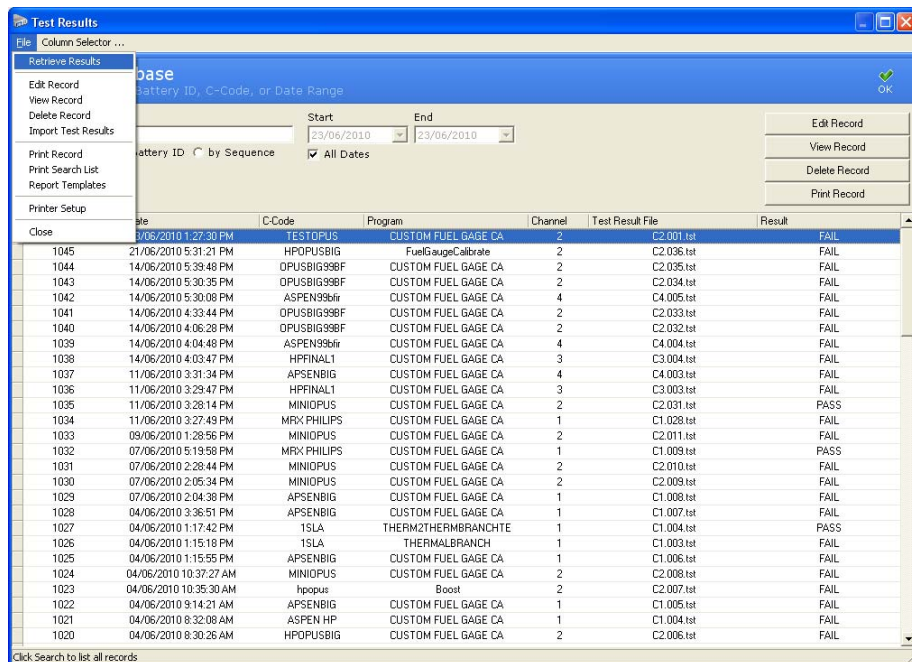 Test Results
File Column Selector ...
Retrieve Results
Edit Record
View Record
Delete Record
Import Test Results
Print Record
Print Search List
Report Templates
Printer Setup
Close
base
Battery ID, C-Code, or Date Range
OK
Start End
23/06/2010 23/06/2010
attery ID by Sequence All Dates
Edit Record
View Record
Delete Record
Print Record
ate C-Code Program Channel Test Result File Result
3/06/2010 1:27:30 PM TESTOPUS CUSTOM FUEL GAGE CA 2 C2.001.tst FAIL
1045 21/06/2010 5:31:21 PM HPOPUSBIG FuelGaugeCalibrate 2 C2.036.tst FAIL
1044 14/06/2010 5:39:48 PM OPUSBIG99BF CUSTOM FUEL GAGE CA 2 C2.035.tst FAIL
1043 14/06/2010 5:30:35 PM OPUSBIG99BF CUSTOM FUEL GAGE CA 2 C2.034.tst FAIL
1042 14/06/2010 5:30:08 PM ASPEN99bfir CUSTOM FUEL GAGE CA 4 C4.005.tst FAIL
1041 14/06/2010 4:33:44 PM OPUSBIG99BF CUSTOM FUEL GAGE CA 2 C2.033.tst FAIL
1040 14/06/2010 4:06:28 PM OPUSBIG99BF CUSTOM FUEL GAGE CA 2 C2.032.tst FAIL
1039 14/06/2010 4:04:48 PM ASPEN99bfir CUSTOM FUEL GAGE CA 4 C4.004.tst FAIL
1038 14/06/2010 4:03:47 PM HPFINAL1 CUSTOM FUEL GAGE CA 3 C3.004.tst FAIL
1037 11/06/2010 3:31:34 PM APSENBIG CUSTOM FUEL GAGE CA 4 C4.003.tst FAIL
1036 11/06/2010 3:29:47 PM HPFINAL1 CUSTOM FUEL GAGE CA 3 C3.003.tst FAIL
1035 11/06/2010 3:28:14 PM MINIOPUS CUSTOM FUEL GAGE CA 2 C2.031.tst PASS
1034 11/06/2010 3:27:49 PM MRX PHILIPS CUSTOM FUEL GAGE CA 1 C1.028.tst FAIL
1033 09/06/2010 1:28:56 PM MINIOPUS CUSTOM FUEL GAGE CA 2 C2.011.tst FAIL
1032 07/06/2010 5:19:58 PM MRX PHILIPS CUSTOM FUEL GAGE CA 1 C1.009.tst PASS
1031 07/06/2010 2:28:44 PM MINIOPUS CUSTOM FUEL GAGE CA 2 C2.010.tst FAIL
1030 07/06/2010 2:05:34 PM MINIOPUS CUSTOM FUEL GAGE CA 2 C2.009.tst FAIL
1029 07/06/2010 2:04:38 PM APSENBIG CUSTOM FUEL GAGE CA 1 C1.008.tst FAIL
1028 04/06/2010 3:36:51 PM APSENBIG CUSTOM FUEL GAGE CA 1 C1.007.tst FAIL
1027 04/06/2010 1:17:42 PM 1SLA THERM2THERMBRANCHTE 1 C1.004.tst PASS
1026 04/06/2010 1:15:18 PM 1SLA THERMALBRANCH 1 C1.003.tst FAIL
1025 04/06/2010 1:15:55 PM APSENBIG CUSTOM FUEL GAGE CA 1 C1.006.tst FAIL
1024 04/06/2010 10:37:27 AM MINIOPUS CUSTOM FUEL GAGE CA 2 C2.008.tst FAIL
1023 04/06/2010 10:35:30 AM hpopus Boost 2 C2.007.tst FAIL
1022 04/06/2010 9:14:21 AM APSENBIG CUSTOM FUEL GAGE CA 1 C1.005.tst FAIL
1021 04/06/2010 8:32:08 AM ASPEN HP CUSTOM FUEL GAGE CA 1 C1.004.tst FAIL
1020 04/06/2010 8:30:26 AM HPOPUSBIG CUSTOM FUEL GAGE CA 2 C2.006.tst FAIL
Click Search to list all records